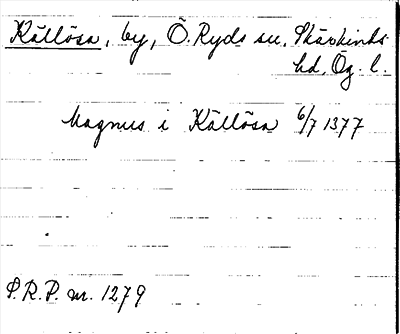 Källösa, by, Ö. Ryds sn. Skärkinds
hd, Ög. l.
Magnus i Källösa 6/7 1377
S.R.P. nr. 1279